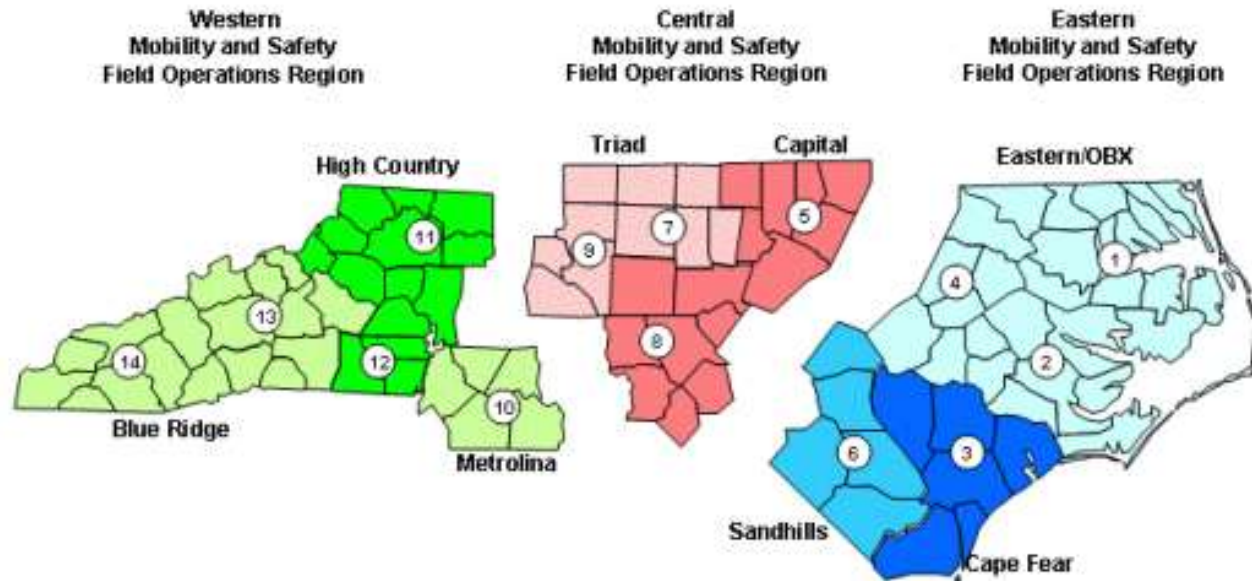 Western
Mobility and Safety
Field Operations Region
Central
Mobility and Safety
Field Operations Region
Eastern
Mobility and Safety
Field Operations Region
High Country
Triad
Capital
Eastern/OBX
11
13
14
12
10
Blue Ridge
Metrolina
5
7
9
8
1
4
2
6
3
Sandhills
Cape Fear